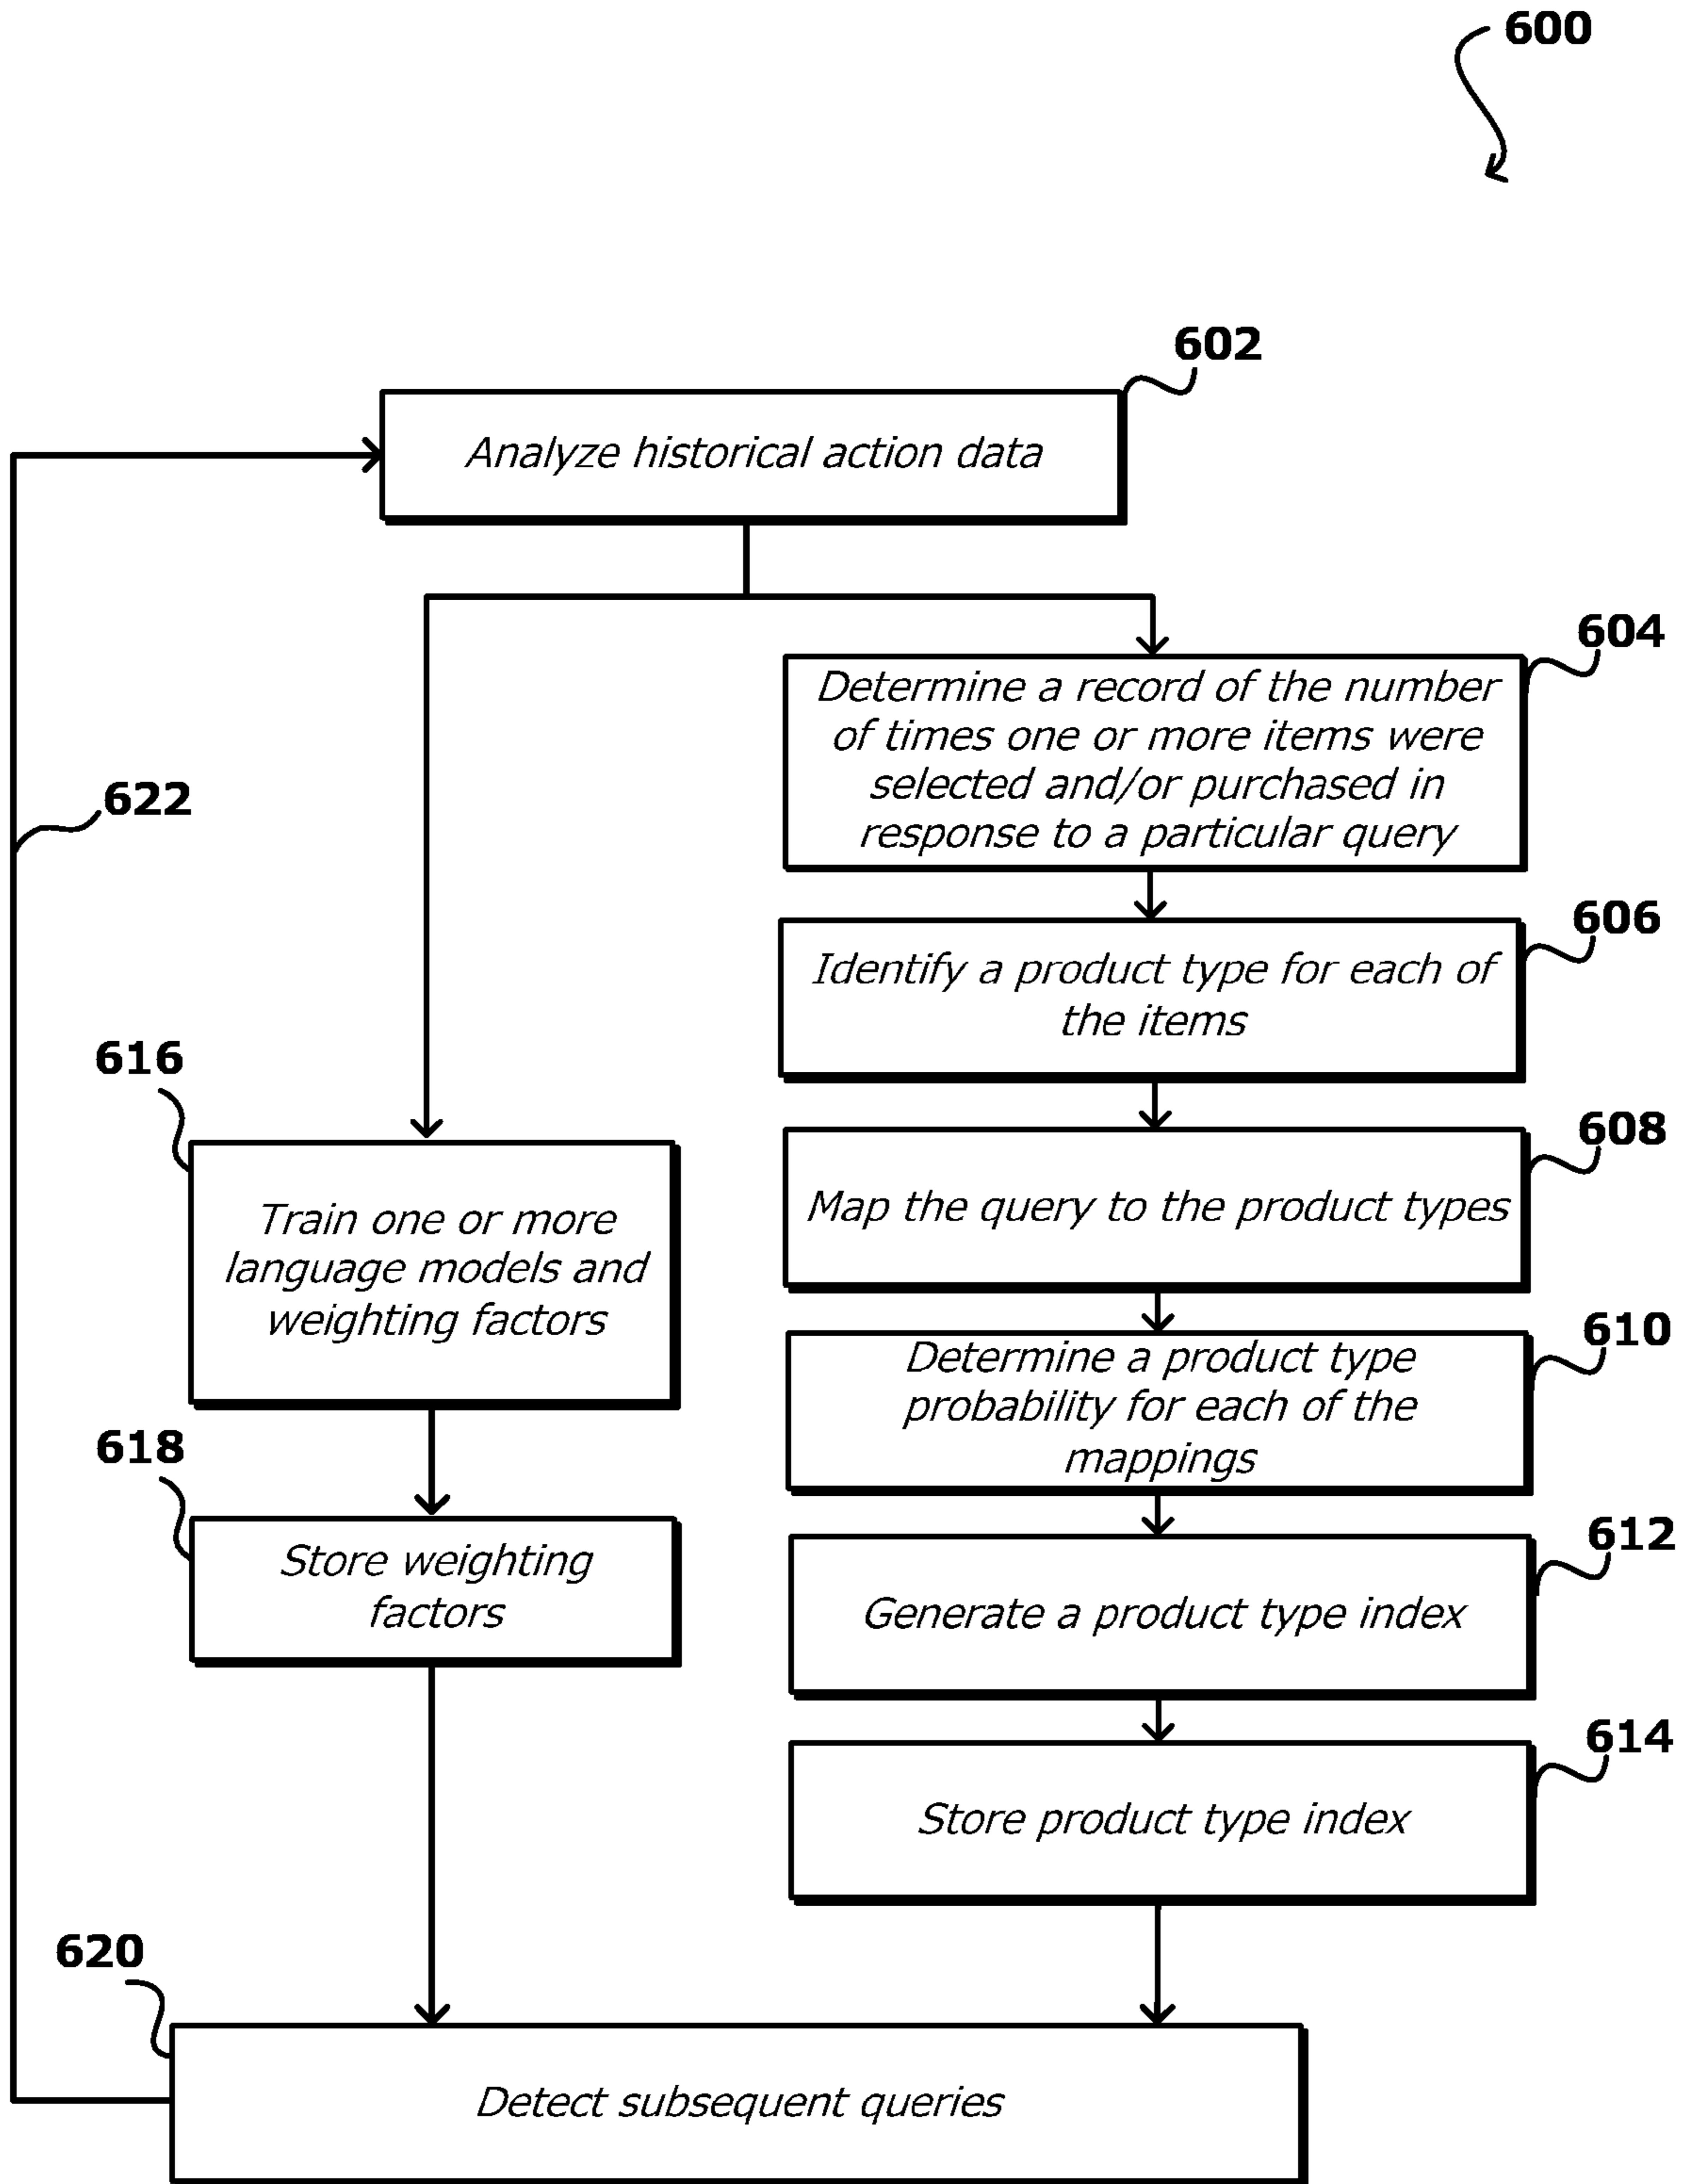 600
602
Analyze historical action data
604
Determine a record of the number
of times one or more items were
selected and/or purchased in
response to a particular query
622
606
Identify a product type for each of
the items
616
608
Map the query to the product types
Train one or more
language models and
weighting factors
610
Determine a product type
probability for each of the
mappings
618
Store weighting
factors
612
Generate a product type index
614
Store product type index
620
Detect subsequent queries